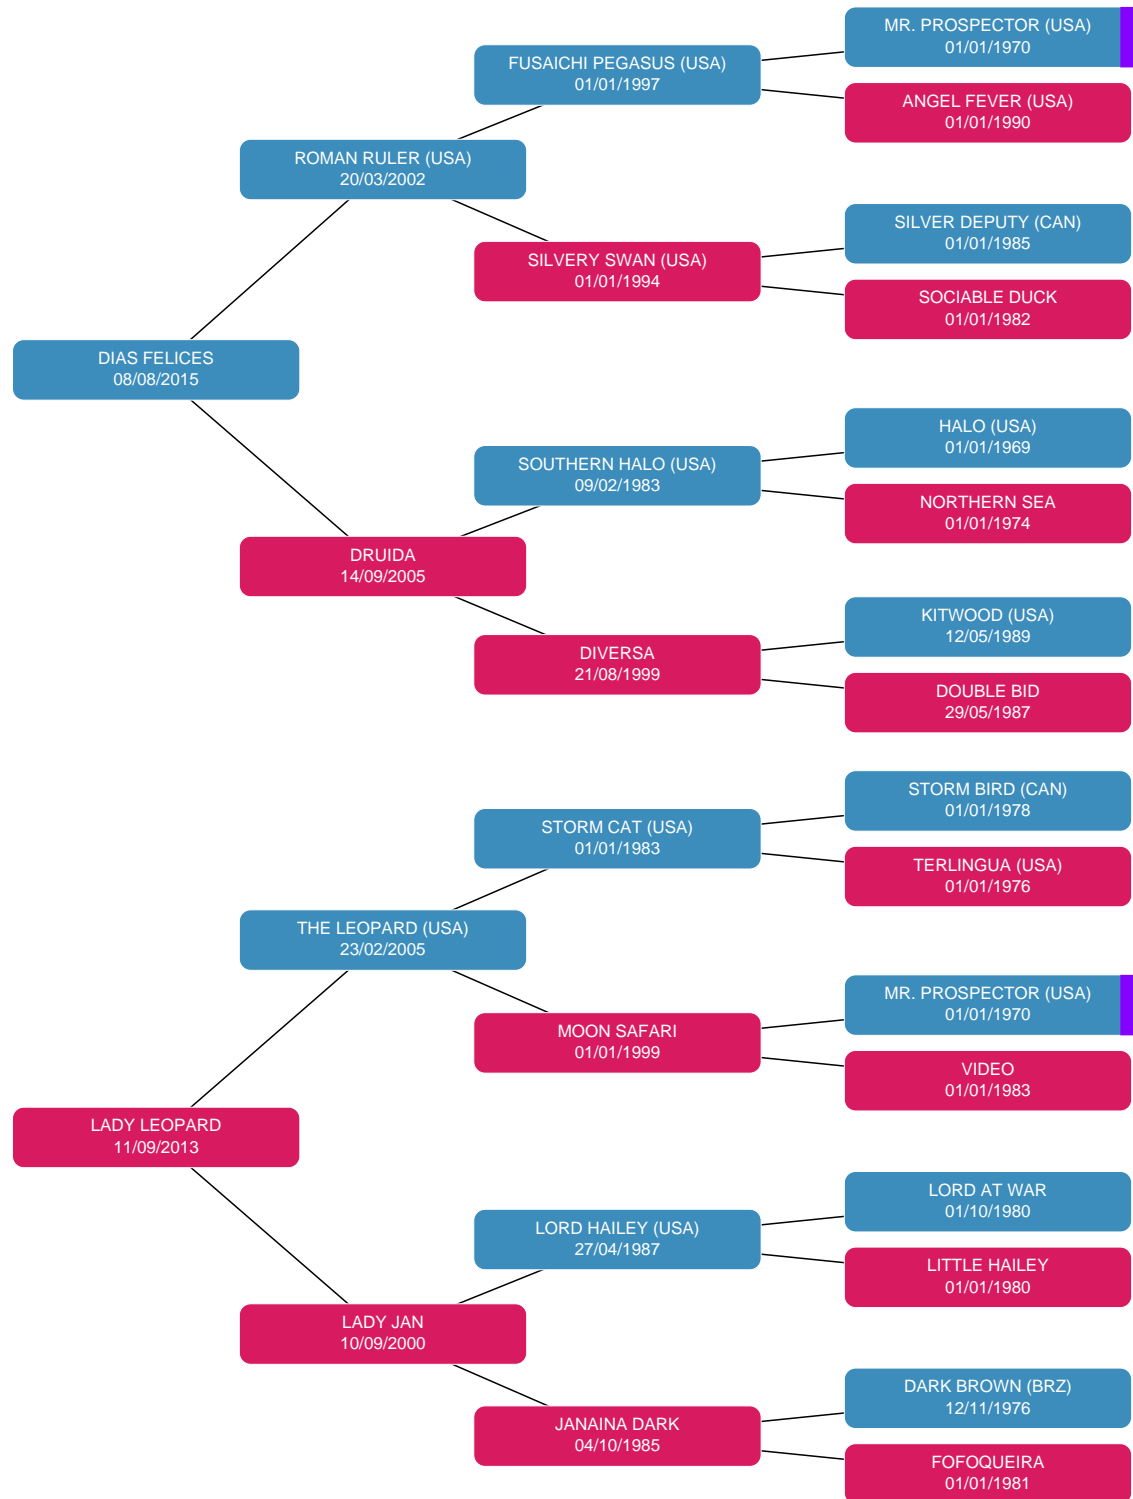 MR. PROSPECTOR (USA)
01/01/1970
FUSAICHI PEGASUS (USA)
01/01/1997
ANGEL FEVER (USA)
01/01/1990
ROMAN RULER (USA)
20/03/2002
SILVER DEPUTY (CAN)
01/01/1985
SILVERY SWAN (USA)
01/01/1994
SOCIABLE DUCK
01/01/1982
DIAS FELICES
08/08/2015
HALO (USA)
01/01/1969
SOUTHERN HALO (USA)
09/02/1983
NORTHERN SEA
01/01/1974
DRUIDA
14/09/2005
KITWOOD (USA)
12/05/1989
DIVERSA
21/08/1999
DOUBLE BID
29/05/1987
STORM BIRD (CAN)
01/01/1978
STORM CAT (USA)
01/01/1983
TERLINGUA (USA)
01/01/1976
THE LEOPARD (USA)
23/02/2005
MR. PROSPECTOR (USA)
01/01/1970
MOON SAFARI
01/01/1999
VIDEO
01/01/1983
LADY LEOPARD
11/09/2013
LORD AT WAR
01/10/1980
LORD HAILEY (USA)
27/04/1987
LITTLE HAILEY
01/01/1980
LADY JAN
10/09/2000
DARK BROWN (BRZ)
12/11/1976
JANAINA DARK
04/10/1985
FOFOQUEIRA
01/01/1981